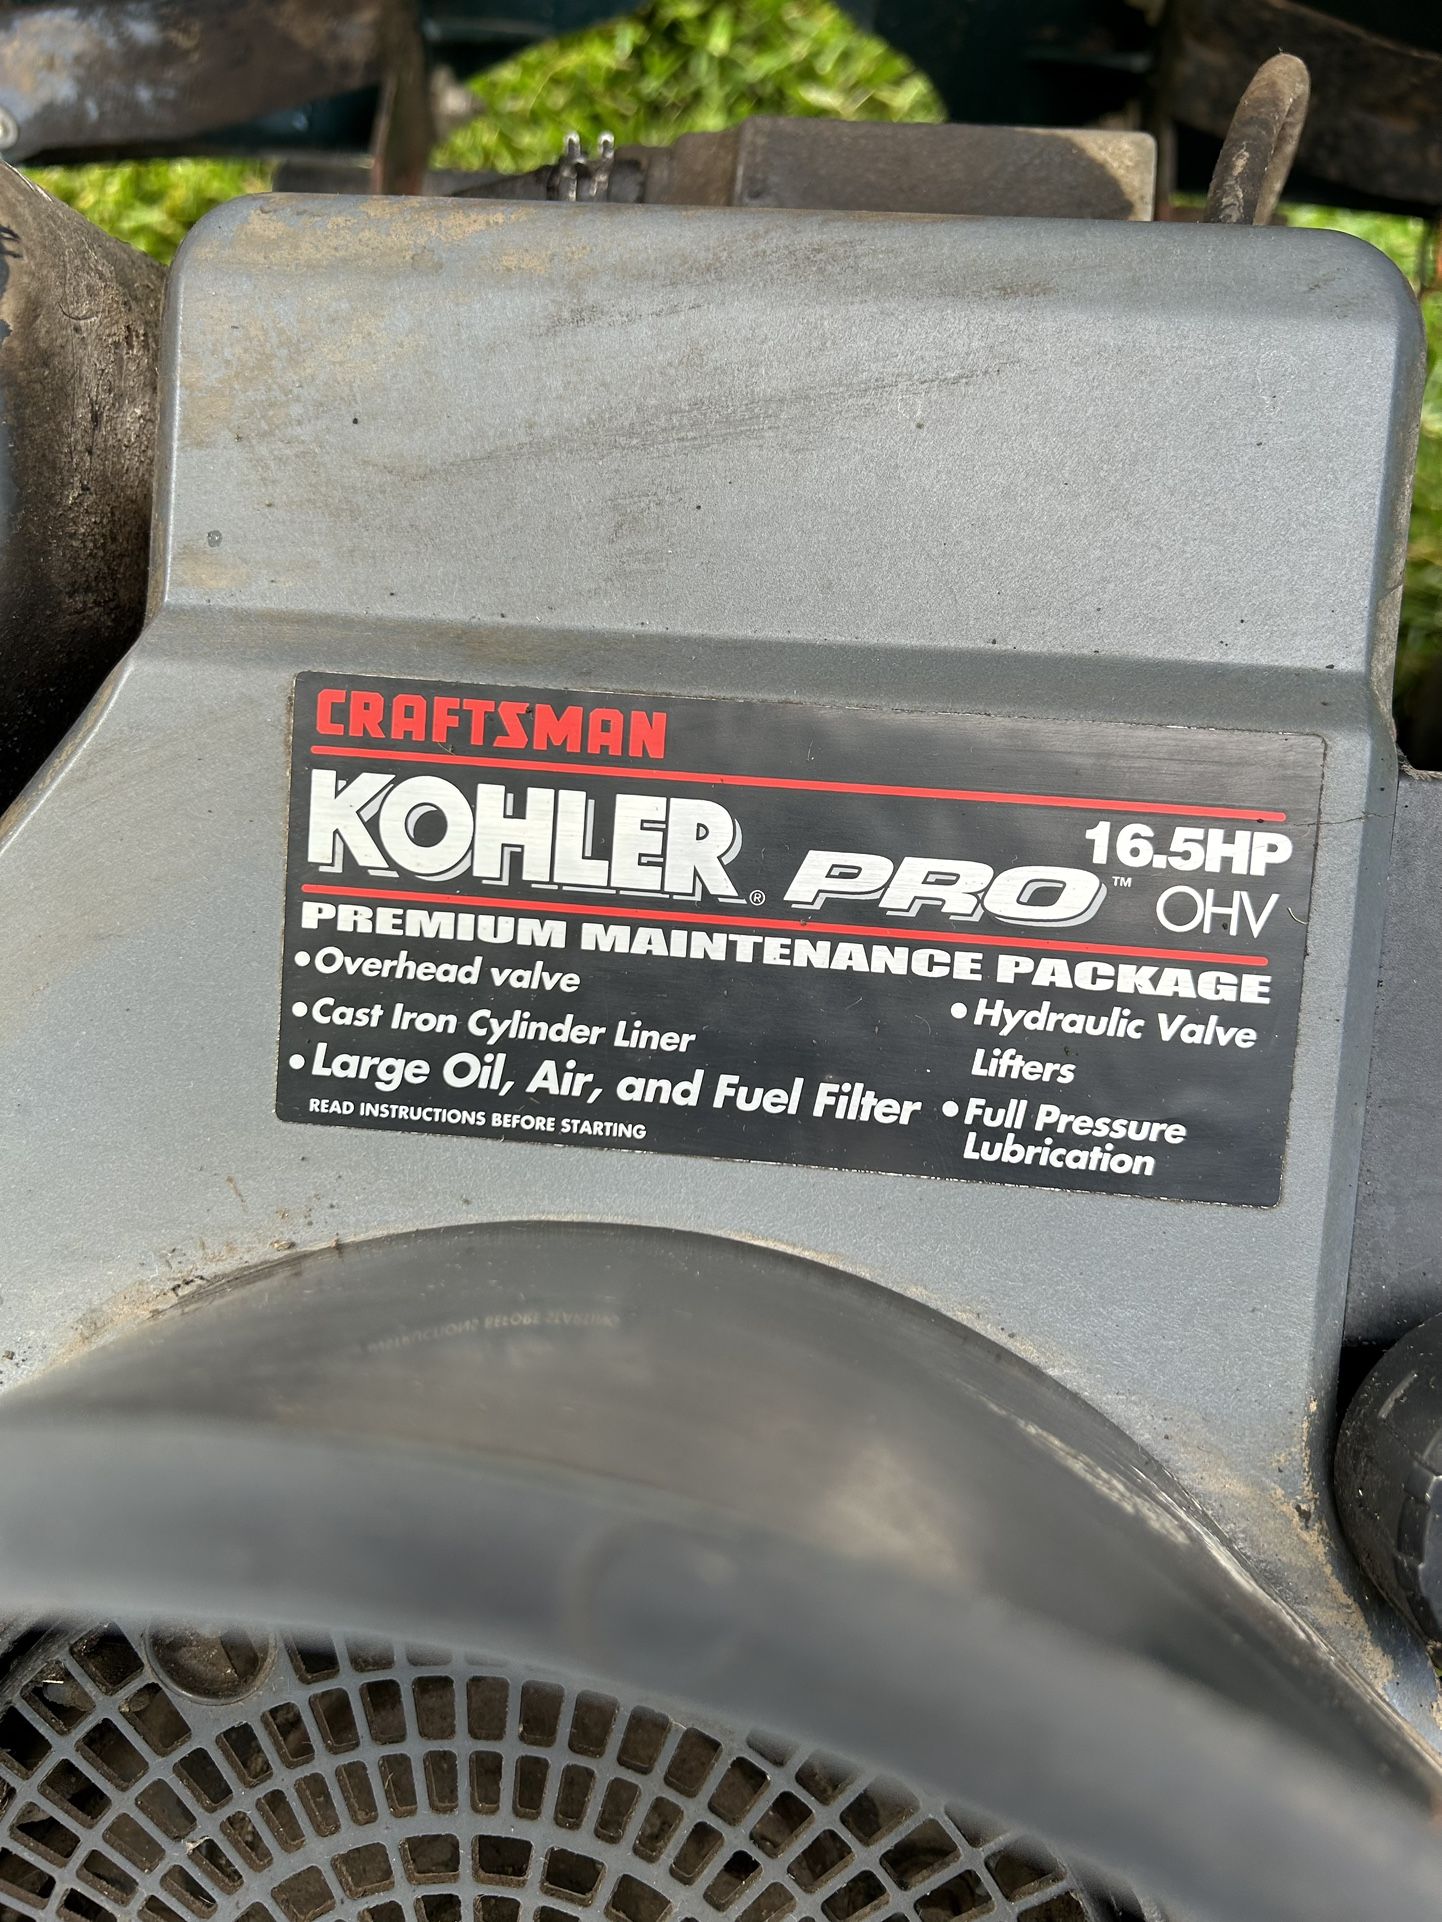 CRAFTSMAN
KOHLER® PRO™ 16.5HP
OHV
PREMIUM MAINTENANCE PACKAGE
•Overhead valve
•Cast Iron Cylinder Liner
•Large Oil, Air, and Fuel Filter
READ INSTRUCTIONS BEFORE STARTING
•Hydraulic Valve
Lifters
•Full Pressure
Lubrication